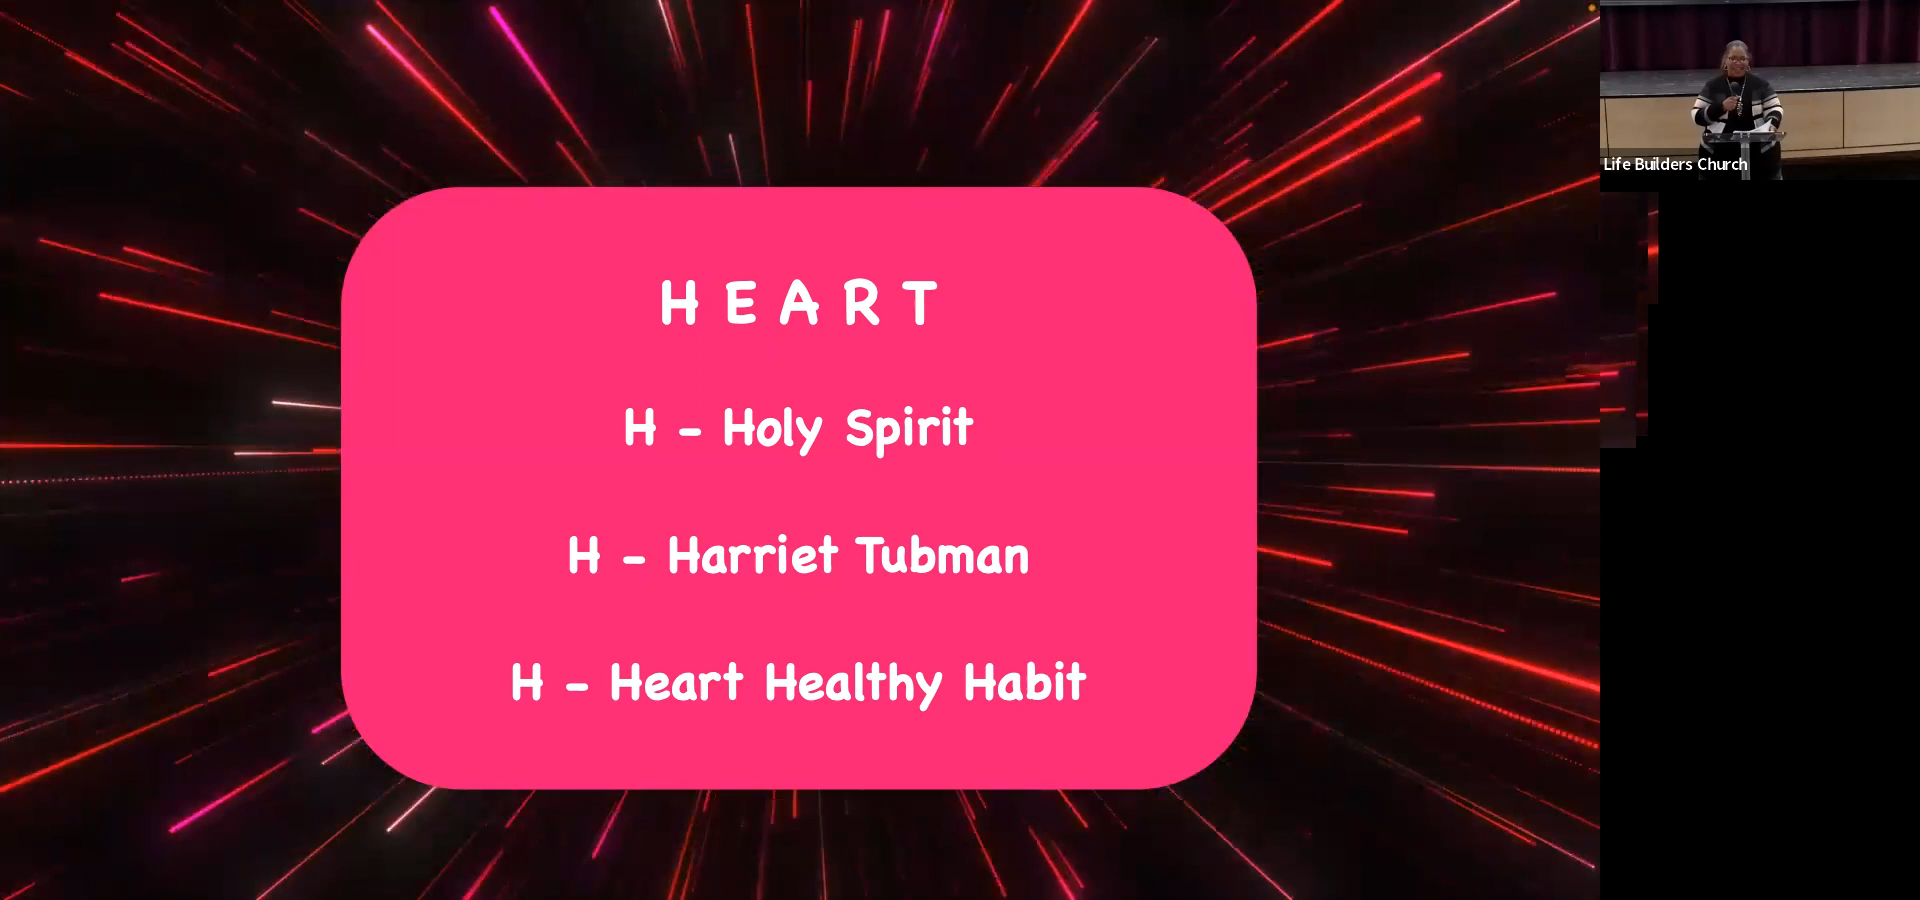 H E A R T
H - Holy Spirit
H - Harriet Tubman
H - Heart Healthy Habit
Life Builders Church